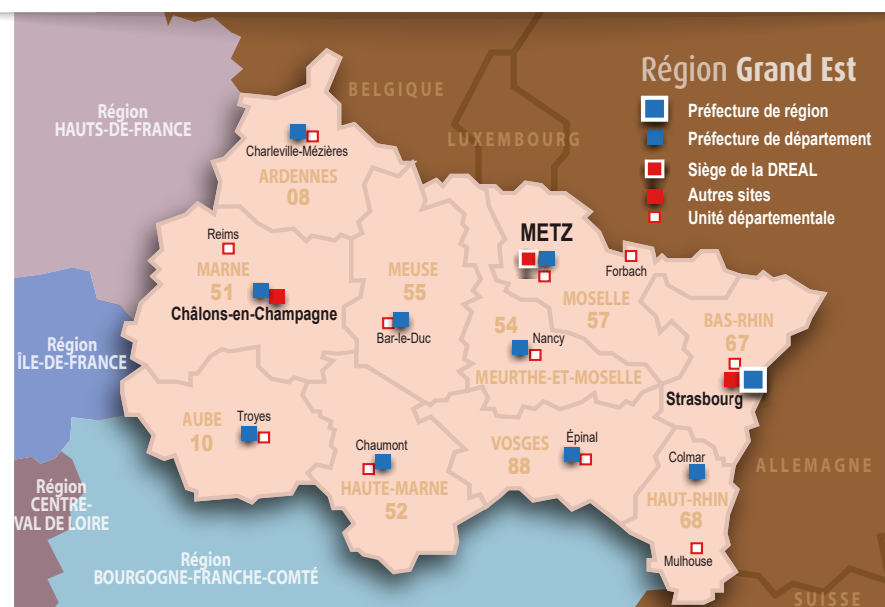 Région Grand Est
Préfecture de région
Préfecture de département
Siège de la DREAL
Autres sites
Unité départementale
BELGIQUE
LUXEMBOURG
ALLEMAGNE
SUISSE
Région
HAUTS-DE-FRANCE
Région
ÎLE-DE-FRANCE
Région
CENTRE-
VAL DE LOIRE
Région
BOURGOGNE-FRANCHE-COMTÉ
Charleville-Mézières
ARDENNES
08
Reims
MARNE
51
Châlons-en-Champagne
MEUSE
55
Bar-le-Duc
METZ
Forbach
MOSELLE
57
54
Nancy
MEURTHE-ET-MOSELLE
BAS-RHIN
67
Strasbourg
AUBE
10
Troyes
Chaumont
HAUTE-MARNE
52
VOSGES
88
Épinal
Colmar
HAUT-RHIN
68
Mulhouse